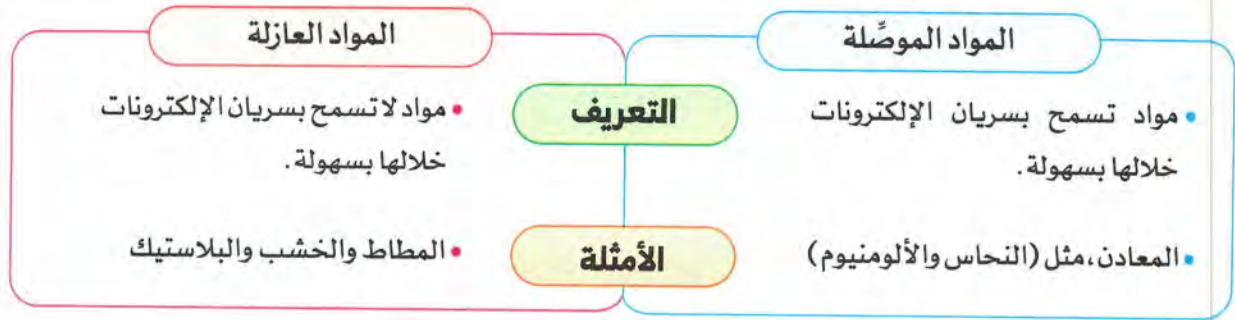 المواد الموصِّلة
المواد العازلة
التعريف
• مواد تسمح بسريان الإلكترونات
خلالها بسهولة.
• مواد لا تسمح بسريان الإلكترونات
خلالها بسهولة.
الأمثلة
• المعادن، مثل (النحاس والألومنيوم)
• المطاط والخشب والبلاستيك